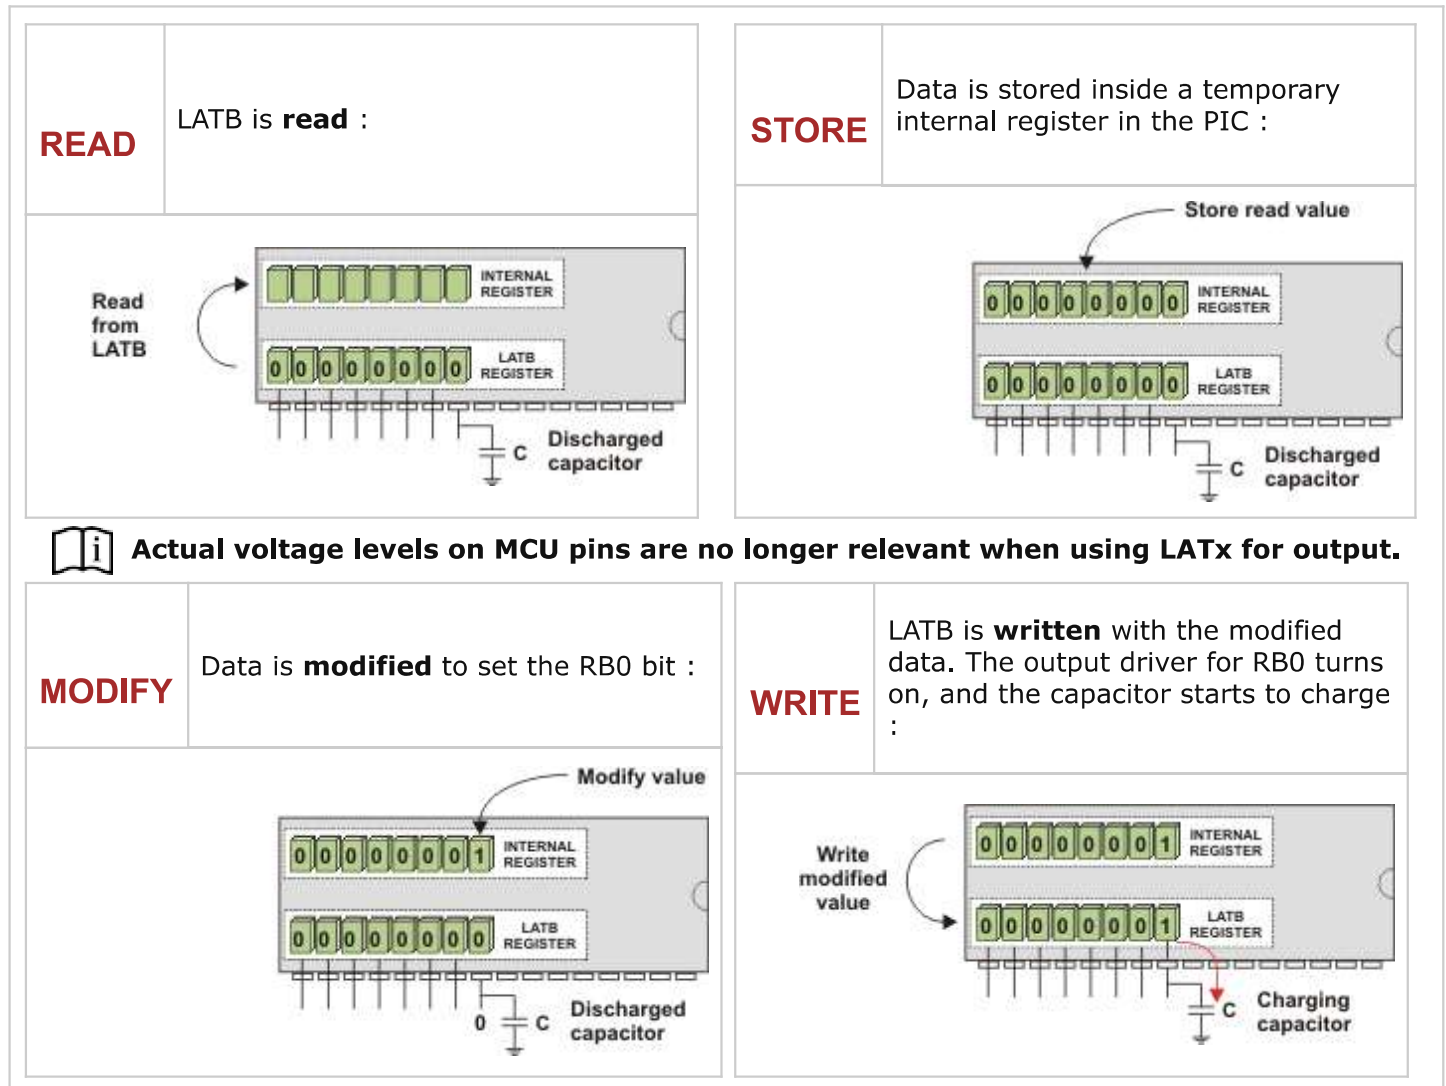 READ
LATB is read :
STORE
Data is stored inside a temporary
internal register in the PIC :
Read
from
LATB
INTERNAL
REGISTER
0 0 0 0 0 0 0 0
LATB
REGISTER
C
Discharged
capacitor
Store read value
0 0 0 0 0 0 0 0
INTERNAL
REGISTER
0 0 0 0 0 0 0 0
LATB
REGISTER
C
Discharged
capacitor
i
Actual voltage levels on MCU pins are no longer relevant when using LATx for output.
MODIFY
Data is modified to set the RB0 bit :
WRITE
LATB is written with the modified
data. The output driver for RB0 turns
on, and the capacitor starts to charge
:
Modify value
0 0 0 0 0 0 0 1
INTERNAL
REGISTER
0 0 0 0 0 0 0 0
LATB
REGISTER
0
C
Discharged
capacitor
Write
modified
value
0 0 0 0 0 0 0 1
INTERNAL
REGISTER
0 0 0 0 0 0 0 1
LATB
REGISTER
C
Charging
capacitor